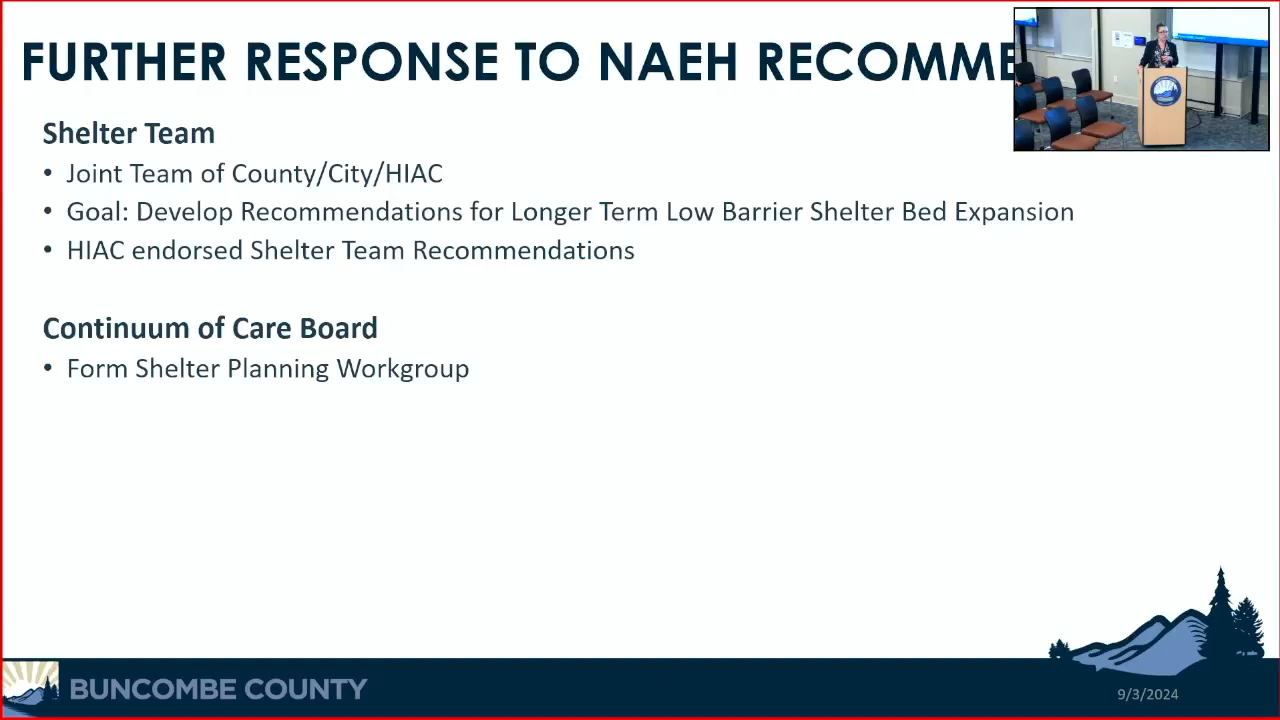 FURTHER RESPONSE TO NAEH RECOMME
Shelter Team
• Joint Team of County/City/HIAC
• Goal: Develop Recommendations for Longer Term Low Barrier Shelter Bed Expansion
• HIAC endorsed Shelter Team Recommendations
Continuum of Care Board
• Form Shelter Planning Workgroup
BUNCOMBE COUNTY
9/3/2024